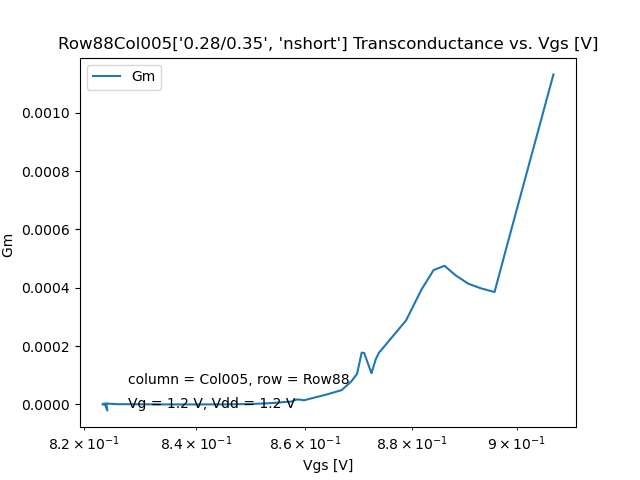 Row88Col005['0.28/0.35', 'nshort'] Transconductance vs. Vgs [V]
Gm
0.0010
0.0008
0.0006
0.0004
0.0002
0.0000
Gm
column = Col005, row = Row88
Vg = 1.2 V, Vdd = 1.2 V
8.2 × 10⁻¹ 8.4 × 10⁻¹ 8.6 × 10⁻¹ 8.8 × 10⁻¹ 9 × 10⁻¹
Vgs [V]